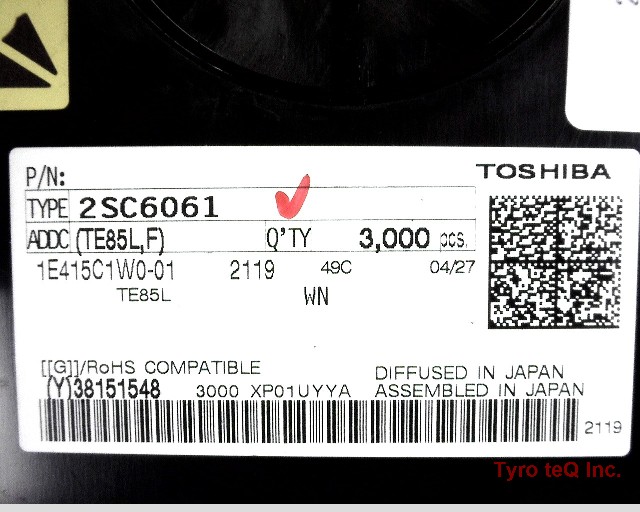 P/N: TOSHIBA
TYPE 2SC6061
ADDC (TE85L,F) Q'TY 3,000 pcs.
1E415C1W0-01 2119 49C 04/27
TE85L WN
[[G]]/RoHS COMPATIBLE DIFFUSED IN JAPAN
(Y)38151548 3000 XP01UYYA ASSEMBLED IN JAPAN
2119
Tyro teQ Inc.